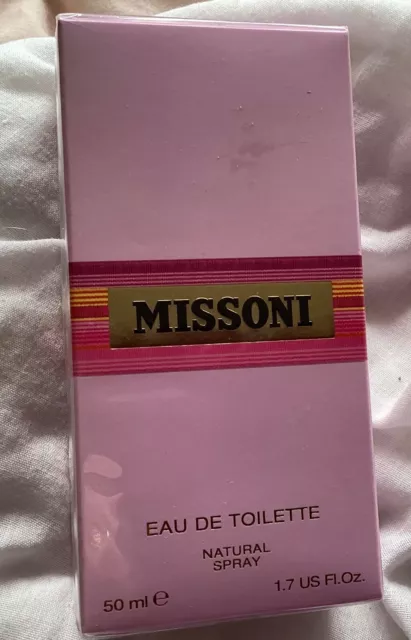 MISSONI
EAU DE TOILETTE
NATURAL
SPRAY
50 ml ℮
1.7 US Fl.Oz.